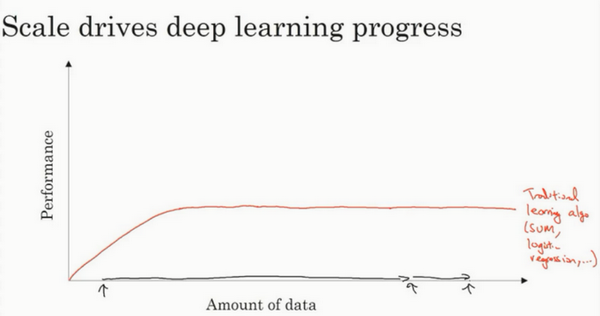 Scale drives deep learning progress
Performance
Traditional
learning algo
(SVM,
logistic
regression,...)
Amount of data